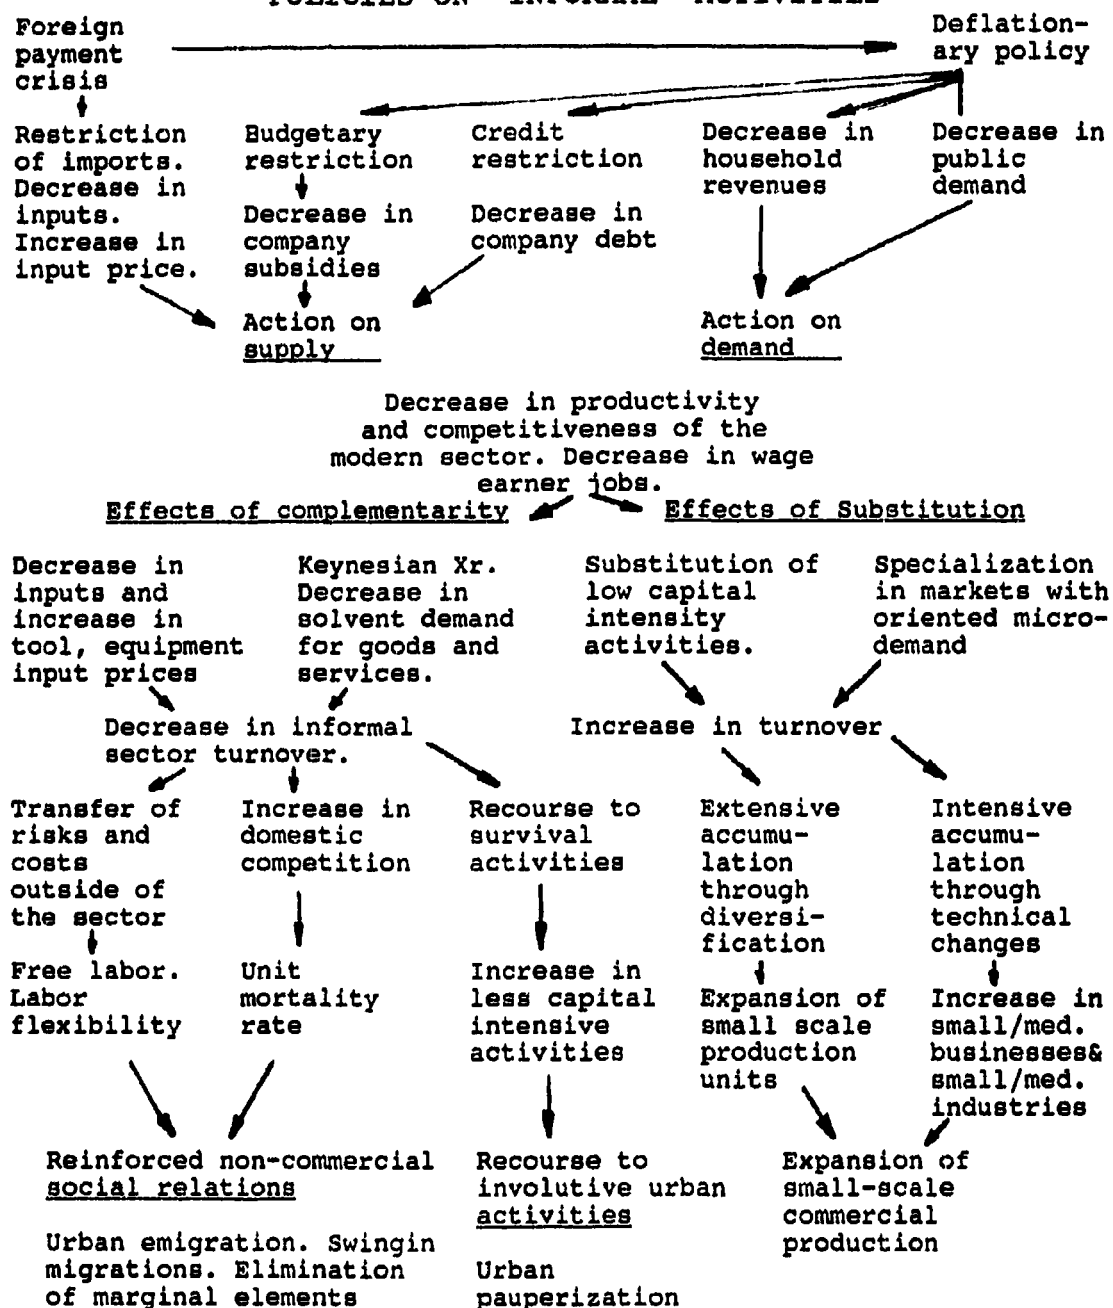 POLICIES ON "INFORMAL" ACTIVITIES
Foreign
payment
crisis
Deflation-
ary policy
Restriction
of imports.
Decrease in
inputs.
Increase in
input price.
Budgetary
restriction
Decrease in
company
subsidies
Credit
restriction
Decrease in
company debt
Decrease in
household
revenues
Decrease in
public
demand
Action on
supply
Action on
demand
Decrease in productivity
and competitiveness of the
modern sector. Decrease in wage
earner jobs.
Effects of complementarity
Effects of Substitution
Decrease in
inputs and
increase in
tool, equipment
input prices
Keynesian Xr.
Decrease in
solvent demand
for goods and
services.
Substitution of
low capital
intensity
activities.
Specialization
in markets with
oriented micro-
demand
Decrease in informal
sector turnover.
Increase in turnover
Transfer of
risks and
costs
outside of
the sector
Increase in
domestic
competition
Recourse to
survival
activities
Extensive
accumu-
lation
through
diversi-
fication
Intensive
accumu-
lation
through
technical
changes
Free labor.
Labor
flexibility
Unit
mortality
rate
Increase in
less capital
intensive
activities
Expansion of
small scale
production
units
Increase in
small/med.
businesses&
small/med.
industries
Reinforced non-commercial
social relations
Urban emigration. Swingin
migrations. Elimination
of marginal elements
Recourse to
involutive urban
activities
Urban
pauperization
Expansion of
small-scale
commercial
production